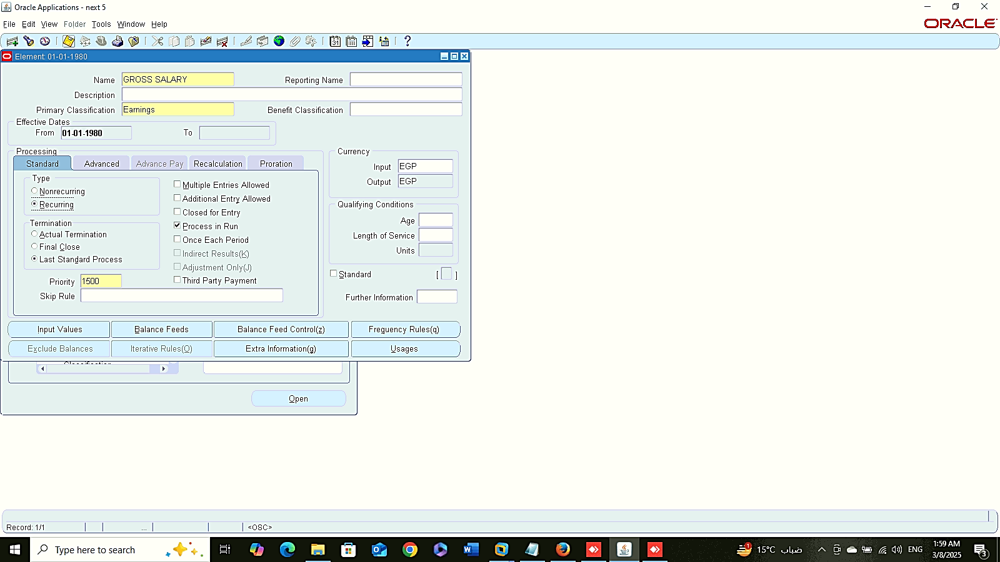 Oracle Applications - next 5
File Edit View Folder Tools Window Help
ORACLE
Element: 01-01-1980
Name GROSS SALARY Reporting Name
Description
Primary Classification Earnings Benefit Classification
Effective Dates
From 01-01-1980 To
Processing
Standard Advanced Advance Pay Recalculation Proration
Type
Nonrecurring
Recurring
Termination
Actual Termination
Final Close
Last Standard Process
Multiple Entries Allowed
Additional Entry Allowed
Closed for Entry
Process in Run
Once Each Period
Indirect Results(K)
Adjustment Only(J)
Third Party Payment
Priority 1500
Skip Rule
Currency
Input EGP
Output EGP
Qualifying Conditions
Age
Length of Service
Units
Standard [ ]
Further Information
Input Values Balance Feeds Balance Feed Control(z) Frequency Rules(q)
Exclude Balances Iterative Rules(O) Extra Information(g) Usages
Classification
Open
Record: 1/1 ... <OSC>
Type here to search
1 15°C ضباب ENG
1:59 AM
3/8/2025
3